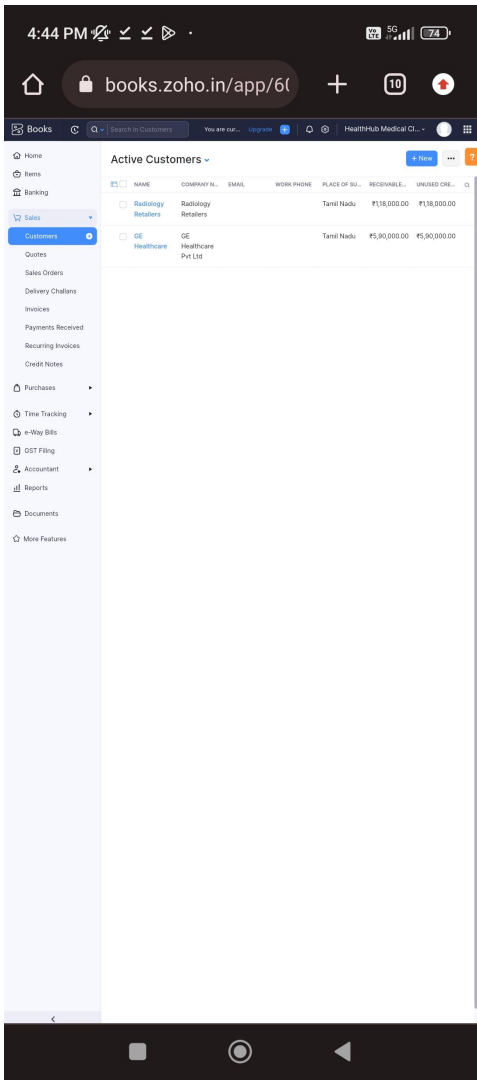 4:44 PM
Vo LTE 5G 74
books.zoho.in/app/60
10
Books
Search in Customers
You are cur... Upgrade
HealthHub Medical Cl...
Home
Items
Banking
Sales
Customers
Quotes
Sales Orders
Delivery Challans
Invoices
Payments Received
Recurring Invoices
Credit Notes
Purchases
Time Tracking
e-Way Bills
GST Filing
Accountant
Reports
Documents
More Features
Active Customers
+ New
?
NAME COMPANY N... EMAIL WORK PHONE PLACE OF SU... RECEIVABLE... UNUSED CRE...
Radiology Radiology Tamil Nadu ₹1,18,000.00 ₹1,18,000.00
Retailers Retailers
GE GE Tamil Nadu ₹5,90,000.00 ₹5,90,000.00
Healthcare Healthcare
Pvt Ltd